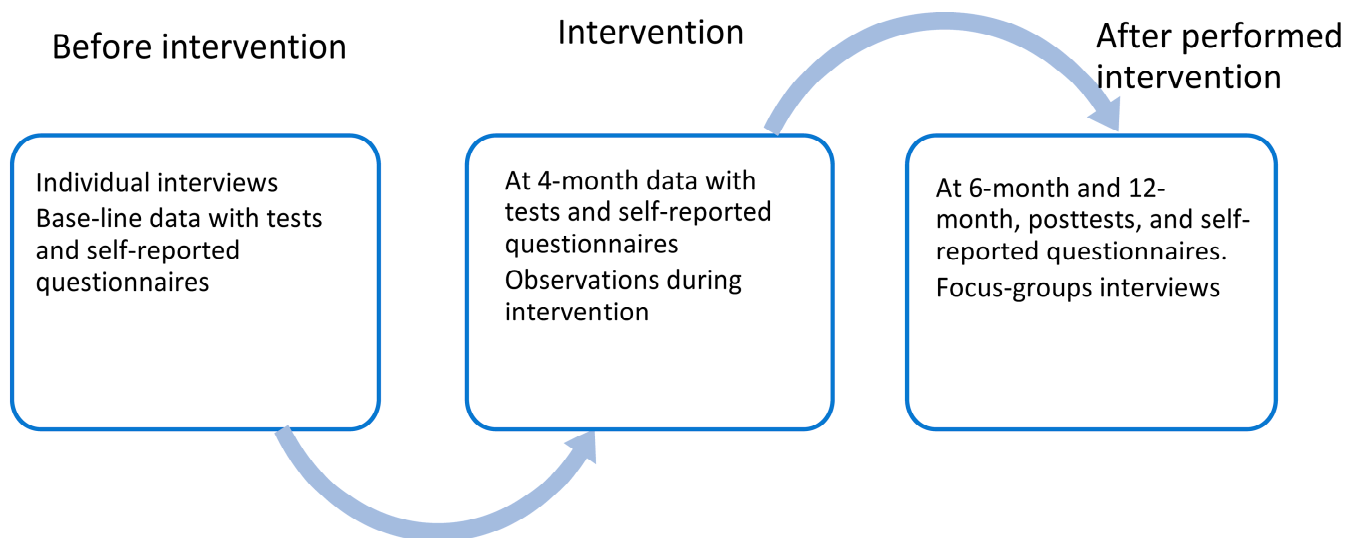 Before intervention
Individual interviews
Base-line data with tests
and self-reported
questionnaires
Intervention
At 4-month data with
tests and self-reported
questionnaires
Observations during
intervention
After performed
intervention
At 6-month and 12-
month, posttests, and self-
reported questionnaires.
Focus-groups interviews